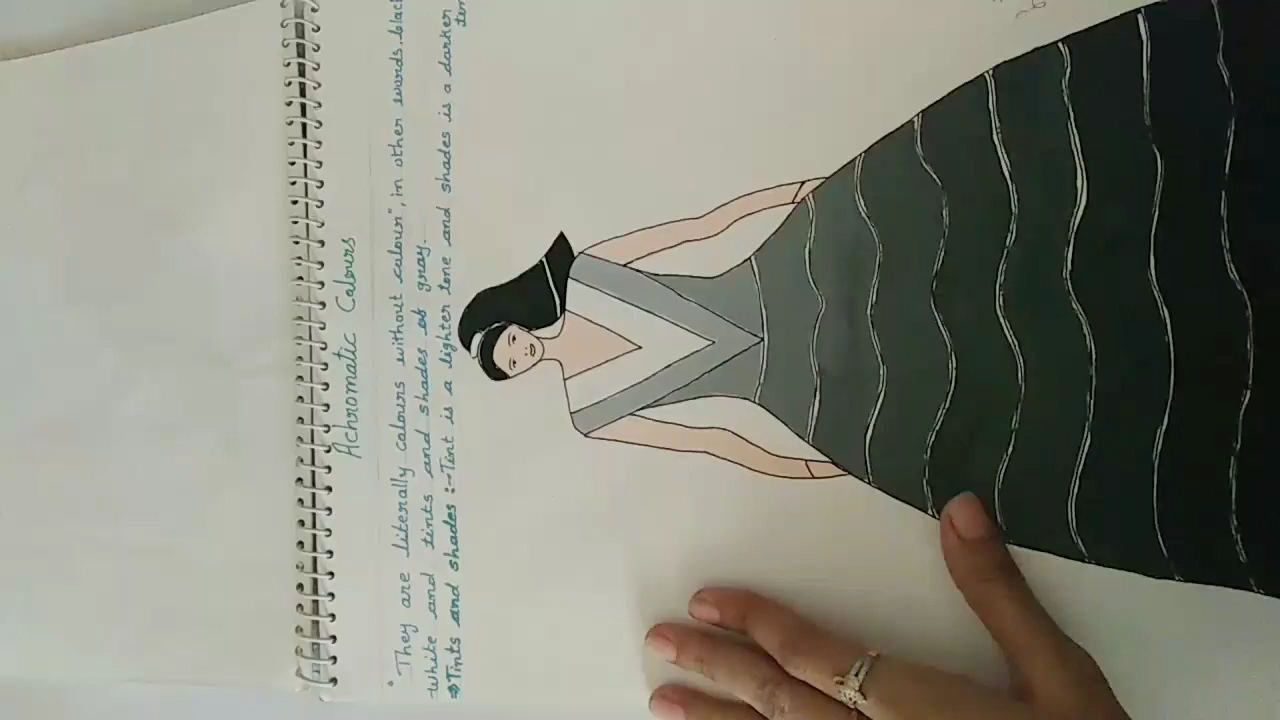 Achromatic Colours
"They are literally colours without colour", in other words, black
white and tints and shades of gray.
⇒Tints and shades :- Tint is a lighter tone and shades is a darker